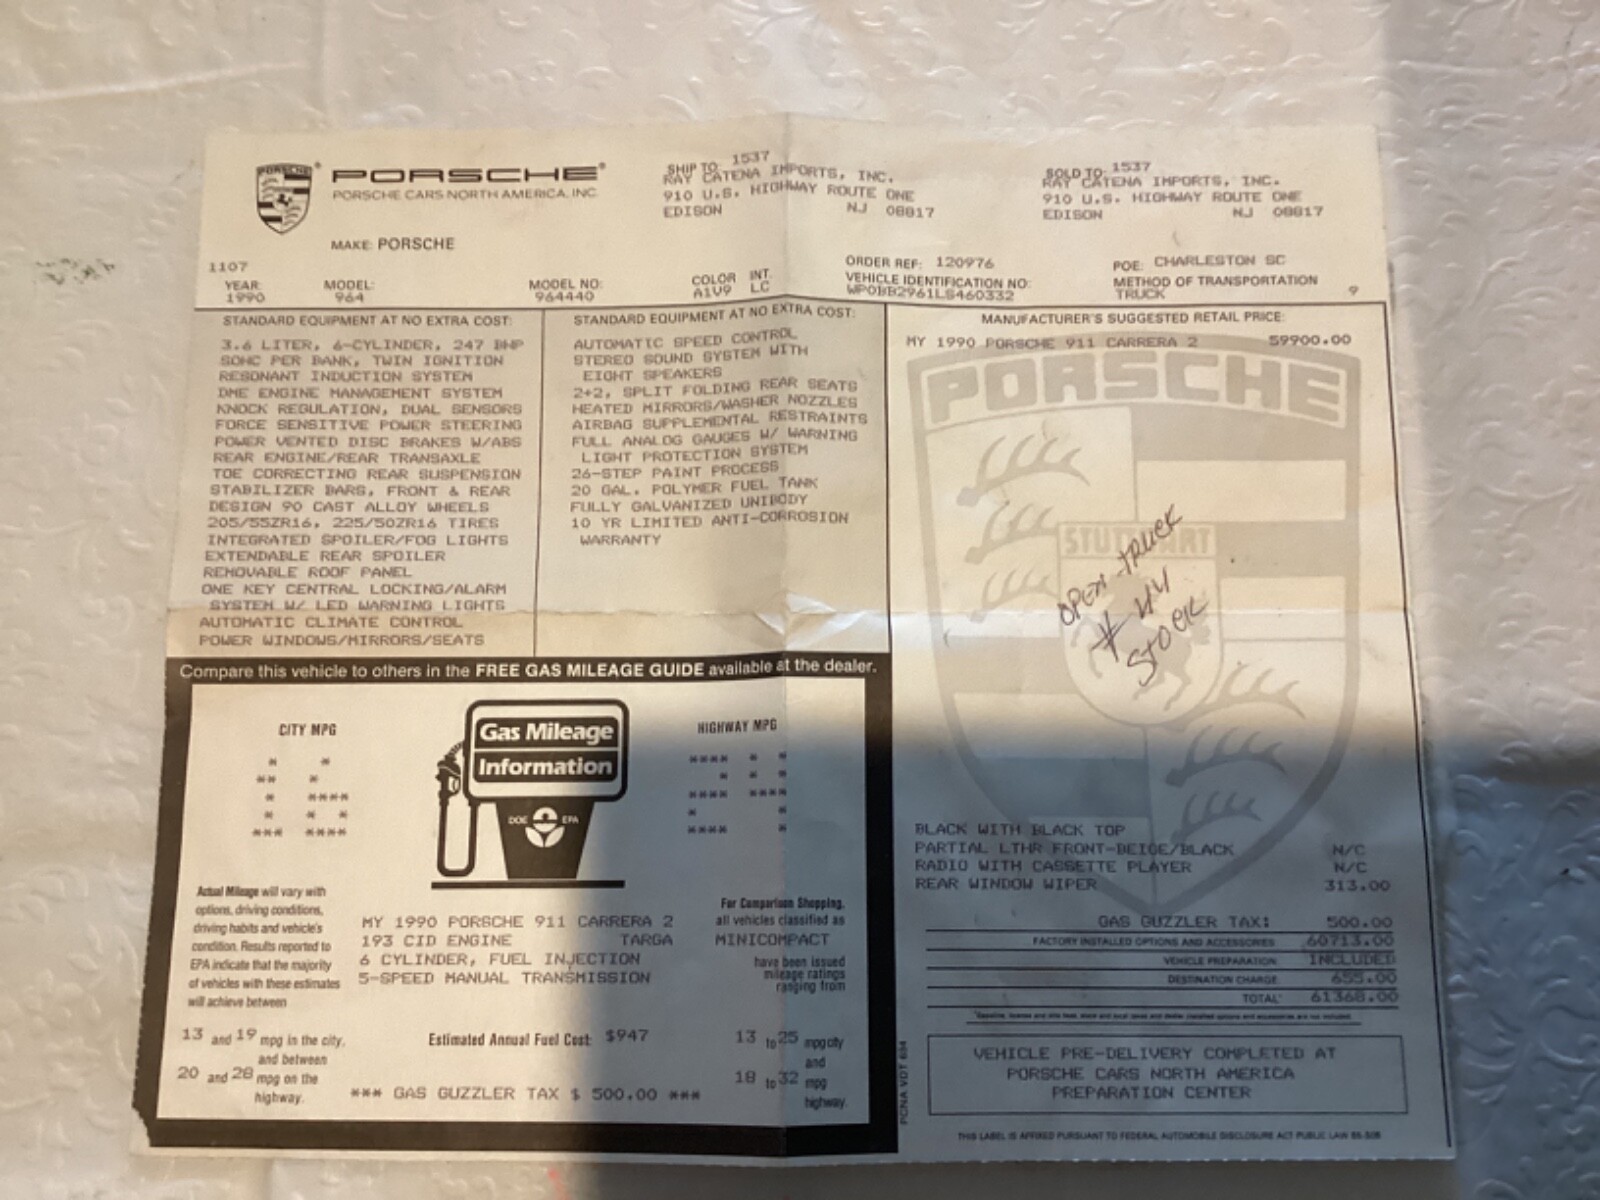 PORSCHE
PORSCHE CARS NORTH AMERICA, INC.
MAKE: PORSCHE
SHIP TO: 1537
RAY CATENA IMPORTS, INC.
910 U.S. HIGHWAY ROUTE ONE
EDISON NJ 08817
SOLD TO: 1537
RAY CATENA IMPORTS, INC.
910 U.S. HIGHWAY ROUTE ONE
EDISON NJ 08817
1107
YEAR: 1990
MODEL: 964
MODEL NO: 964440
COLOR A1V9
INT. LC
ORDER REF: 120976
VEHICLE IDENTIFICATION NO:
WP0BB2961LS460332
POE: CHARLESTON SC
METHOD OF TRANSPORTATION
TRUCK 9
STANDARD EQUIPMENT AT NO EXTRA COST:
3.6 LITER, 6-CYLINDER, 247 BHP
SOHC PER BANK, TWIN IGNITION
RESONANT INDUCTION SYSTEM
DME ENGINE MANAGEMENT SYSTEM
KNOCK REGULATION, DUAL SENSORS
FORCE SENSITIVE POWER STEERING
POWER VENTED DISC BRAKES W/ABS
REAR ENGINE/REAR TRANSAXLE
TOE CORRECTING REAR SUSPENSION
STABILIZER BARS, FRONT & REAR
DESIGN 90 CAST ALLOY WHEELS
205/55ZR16, 225/50ZR16 TIRES
INTEGRATED SPOILER/FOG LIGHTS
EXTENDABLE REAR SPOILER
REMOVABLE ROOF PANEL
ONE KEY CENTRAL LOCKING/ALARM
SYSTEM W/ LED WARNING LIGHTS
AUTOMATIC CLIMATE CONTROL
POWER WINDOWS/MIRRORS/SEATS
STANDARD EQUIPMENT AT NO EXTRA COST:
AUTOMATIC SPEED CONTROL
STEREO SOUND SYSTEM WITH
EIGHT SPEAKERS
2+2, SPLIT FOLDING REAR SEATS
HEATED MIRRORS/WASHER NOZZLES
AIRBAG SUPPLEMENTAL RESTRAINTS
FULL ANALOG GAUGES W/ WARNING
LIGHT PROTECTION SYSTEM
26-STEP PAINT PROCESS
20 GAL. POLYMER FUEL TANK
FULLY GALVANIZED UNIBODY
10 YR LIMITED ANTI-CORROSION
WARRANTY
MANUFACTURER'S SUGGESTED RETAIL PRICE:
MY 1990 PORSCHE 911 CARRERA 2 59900.00
PORSCHE
STUTTGART
OPEN TRUCK
# 44
STOCK
BLACK WITH BLACK TOP
PARTIAL LTHR FRONT-BEIGE/BLACK N/C
RADIO WITH CASSETTE PLAYER N/C
REAR WINDOW WIPER 313.00
GAS GUZZLER TAX: 500.00
FACTORY INSTALLED OPTIONS AND ACCESSORIES 60713.00
VEHICLE PREPARATION INCLUDED
DESTINATION CHARGE 655.00
TOTAL* 61368.00
VEHICLE PRE-DELIVERY COMPLETED AT
PORSCHE CARS NORTH AMERICA
PREPARATION CENTER
THIS LABEL IS AFFIXED PURSUANT TO FEDERAL AUTOMOBILE DISCLOSURE ACT PUBLIC LAW 85-506
Compare this vehicle to others in the FREE GAS MILEAGE GUIDE available at the dealer.
CITY MPG
14
Gas Mileage
Information
DOE EPA
HIGHWAY MPG
24
Actual Mileage will vary with
options, driving conditions,
driving habits and vehicle's
condition. Results reported to
EPA indicate that the majority
of vehicles with these estimates
will achieve between
13 and 19 mpg in the city,
and between
20 and 28 mpg on the
highway.
MY 1990 PORSCHE 911 CARRERA 2
193 CID ENGINE TARGA
6 CYLINDER, FUEL INJECTION
5-SPEED MANUAL TRANSMISSION
Estimated Annual Fuel Cost: $947
*** GAS GUZZLER TAX $ 500.00 ***
For Comparison Shopping,
all vehicles classified as
MINICOMPACT
have been issued
mileage ratings
ranging from
13 to 25 mpg city
and
18 to 32 mpg
highway.
PCNA VDT 654